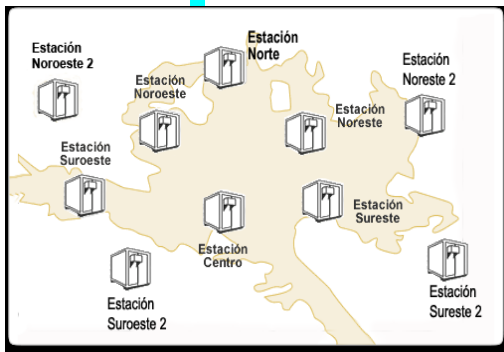 Estación
Norte
Estación
Noroeste 2
Estación
Noreste 2
Estación
Noroeste
Estación
Noreste
Estación
Suroeste
Estación
Sureste
Estación
Centro
Estación
Suroeste 2
Estación
Sureste 2